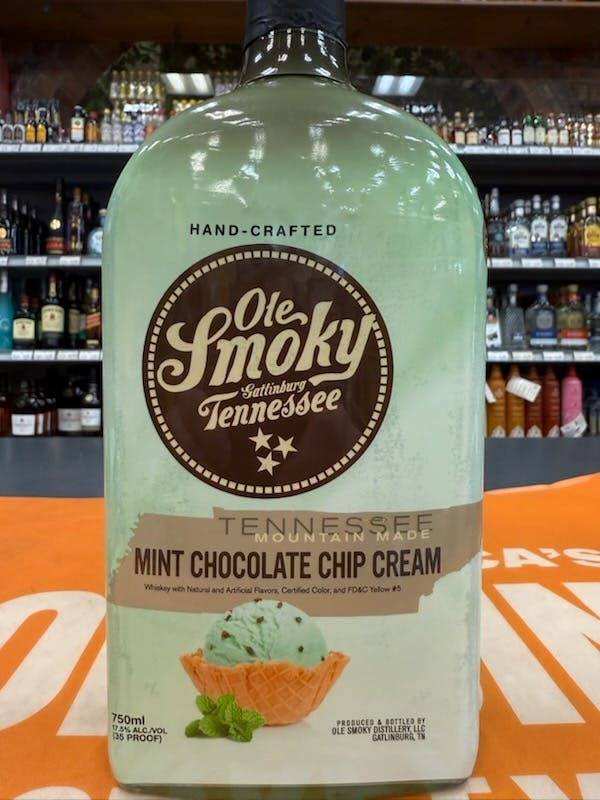 HAND-CRAFTED
Ole
Smoky
Gatlinburg
Tennessee
TENNESSEE
MOUNTAIN MADE
MINT CHOCOLATE CHIP CREAM
Whiskey with Natural and Artificial Flavors, Certified Color, and FD&C Yellow #5
750ml
17.5% ALC./VOL
(35 PROOF)
PRODUCED & BOTTLED BY
OLE SMOKY DISTILLERY, LLC
GATLINBURG, TN
CA'S